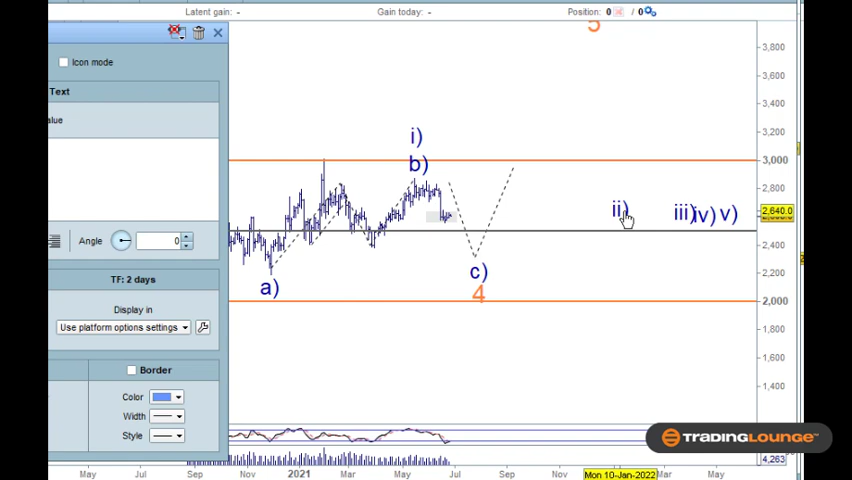 Latent gain: -
Gain today: -
Position: 0 / 0
Icon mode
Text
alue
Angle 0
TF: 2 days
Display in
Use platform options settings
Border
Color
Width
Style
5
i)
b)
a)
c)
4
ii)
iii)
iv)
v)
3,800
3,600
3,400
3,200
3,000
2,800
2,640.0
2,400
2,200
2,000
1,800
1,600
1,400
4,263
TRADINGLOUNGE
May
Jul
Sep
Nov
2021
Mar
May
Jul
Sep
Nov
Mon 10-Jan-2022
Mar
May